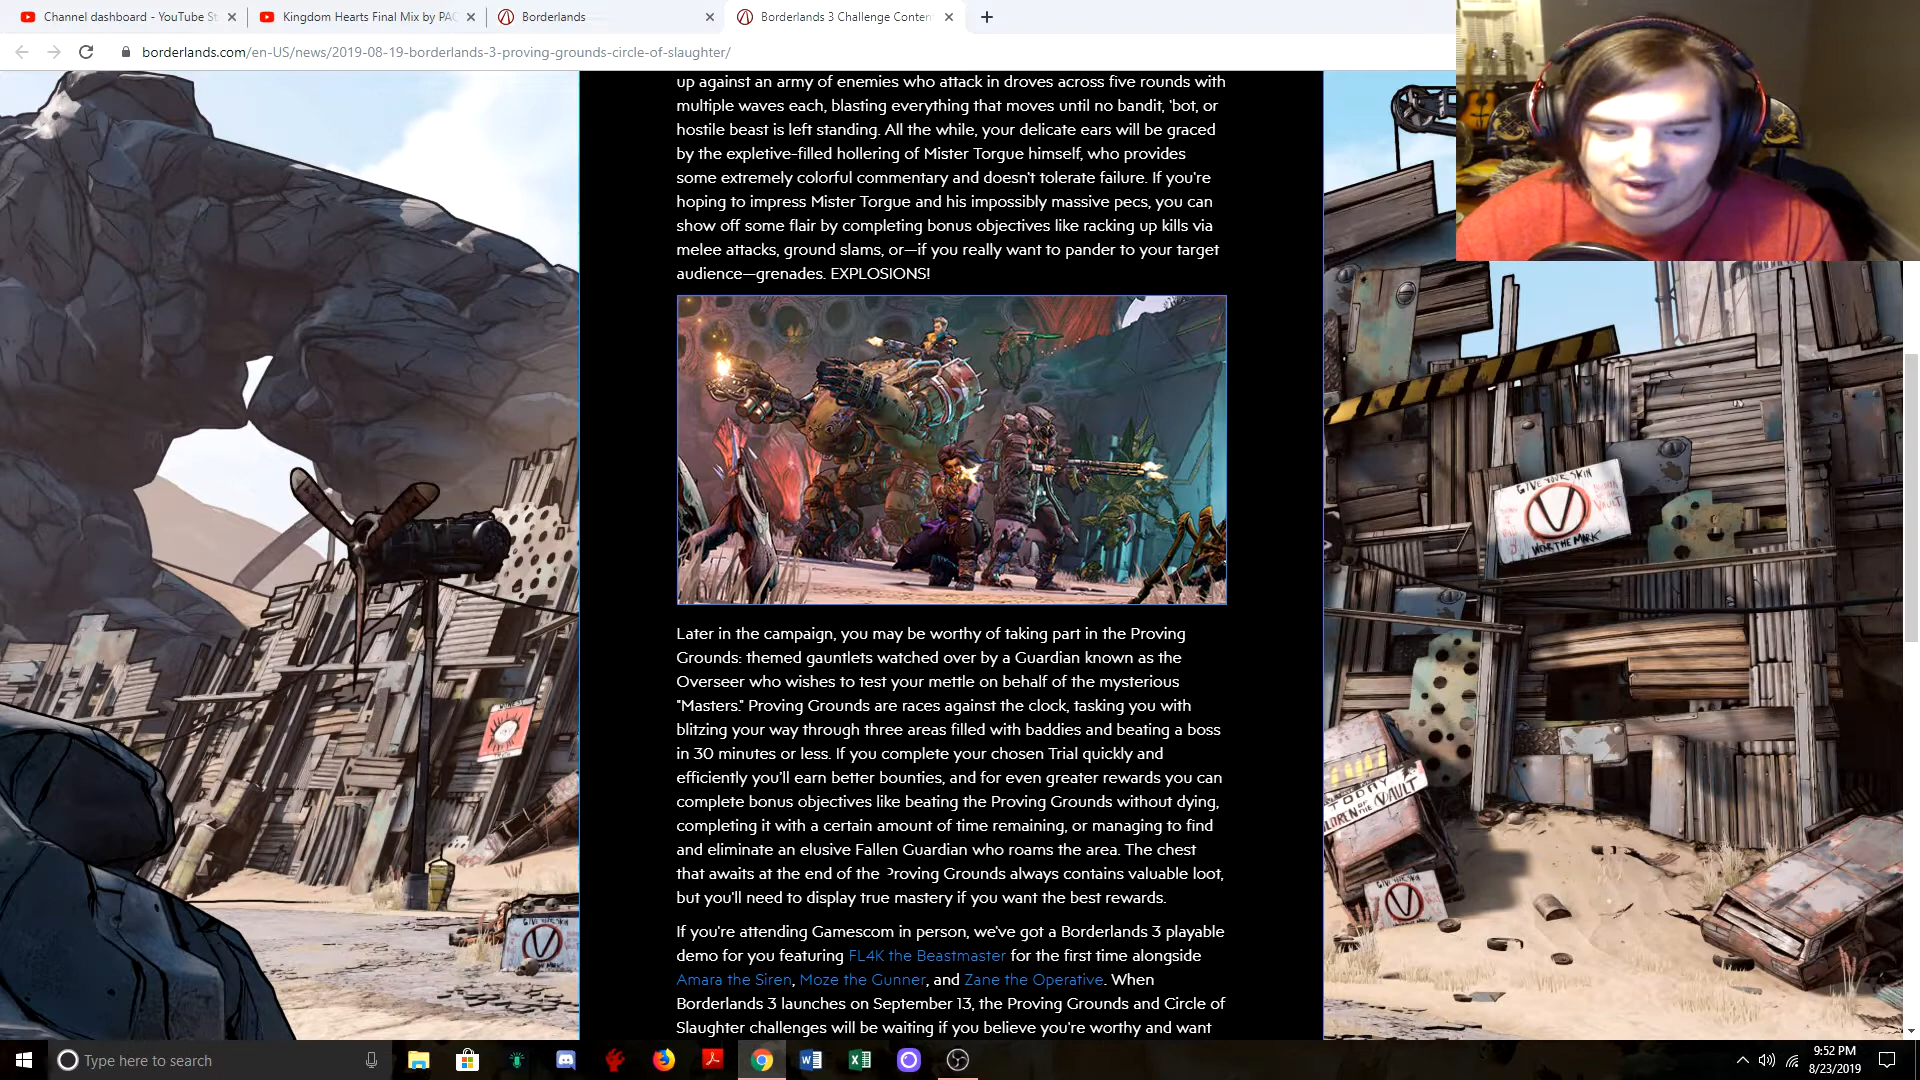 Channel dashboard - YouTube St
Kingdom Hearts Final Mix by PAC
Borderlands
Borderlands 3 Challenge Conten
borderlands.com/en-US/news/2019-08-19-borderlands-3-proving-grounds-circle-of-slaughter/
up against an army of enemies who attack in droves across five rounds with
multiple waves each, blasting everything that moves until no bandit, 'bot, or
hostile beast is left standing. All the while, your delicate ears will be graced
by the expletive-filled hollering of Mister Torgue himself, who provides
some extremely colorful commentary and doesn't tolerate failure. If you're
hoping to impress Mister Torgue and his impossibly massive pecs, you can
show off some flair by completing bonus objectives like racking up kills via
melee attacks, ground slams, or—if you really want to pander to your target
audience—grenades. EXPLOSIONS!
GIVE YOUR SKIN
VAULT
WEAR THE MARK
Later in the campaign, you may be worthy of taking part in the Proving
Grounds: themed gauntlets watched over by a Guardian known as the
Overseer who wishes to test your mettle on behalf of the mysterious
"Masters." Proving Grounds are races against the clock, tasking you with
blitzing your way through three areas filled with baddies and beating a boss
in 30 minutes or less. If you complete your chosen Trial quickly and
efficiently you'll earn better bounties, and for even greater rewards you can
complete bonus objectives like beating the Proving Grounds without dying,
completing it with a certain amount of time remaining, or managing to find
and eliminate an elusive Fallen Guardian who roams the area. The chest
that awaits at the end of the Proving Grounds always contains valuable loot,
but you'll need to display true mastery if you want the best rewards.
TODAY
OF THE VAULT
GIVE YOUR SKIN
GIVE YOUR SKIN
If you're attending Gamescom in person, we've got a Borderlands 3 playable
demo for you featuring FL4K the Beastmaster for the first time alongside
Amara the Siren, Moze the Gunner, and Zane the Operative. When
Borderlands 3 launches on September 13, the Proving Grounds and Circle of
Slaughter challenges will be waiting if you believe you're worthy and want
Type here to search
9:52 PM
8/23/2019